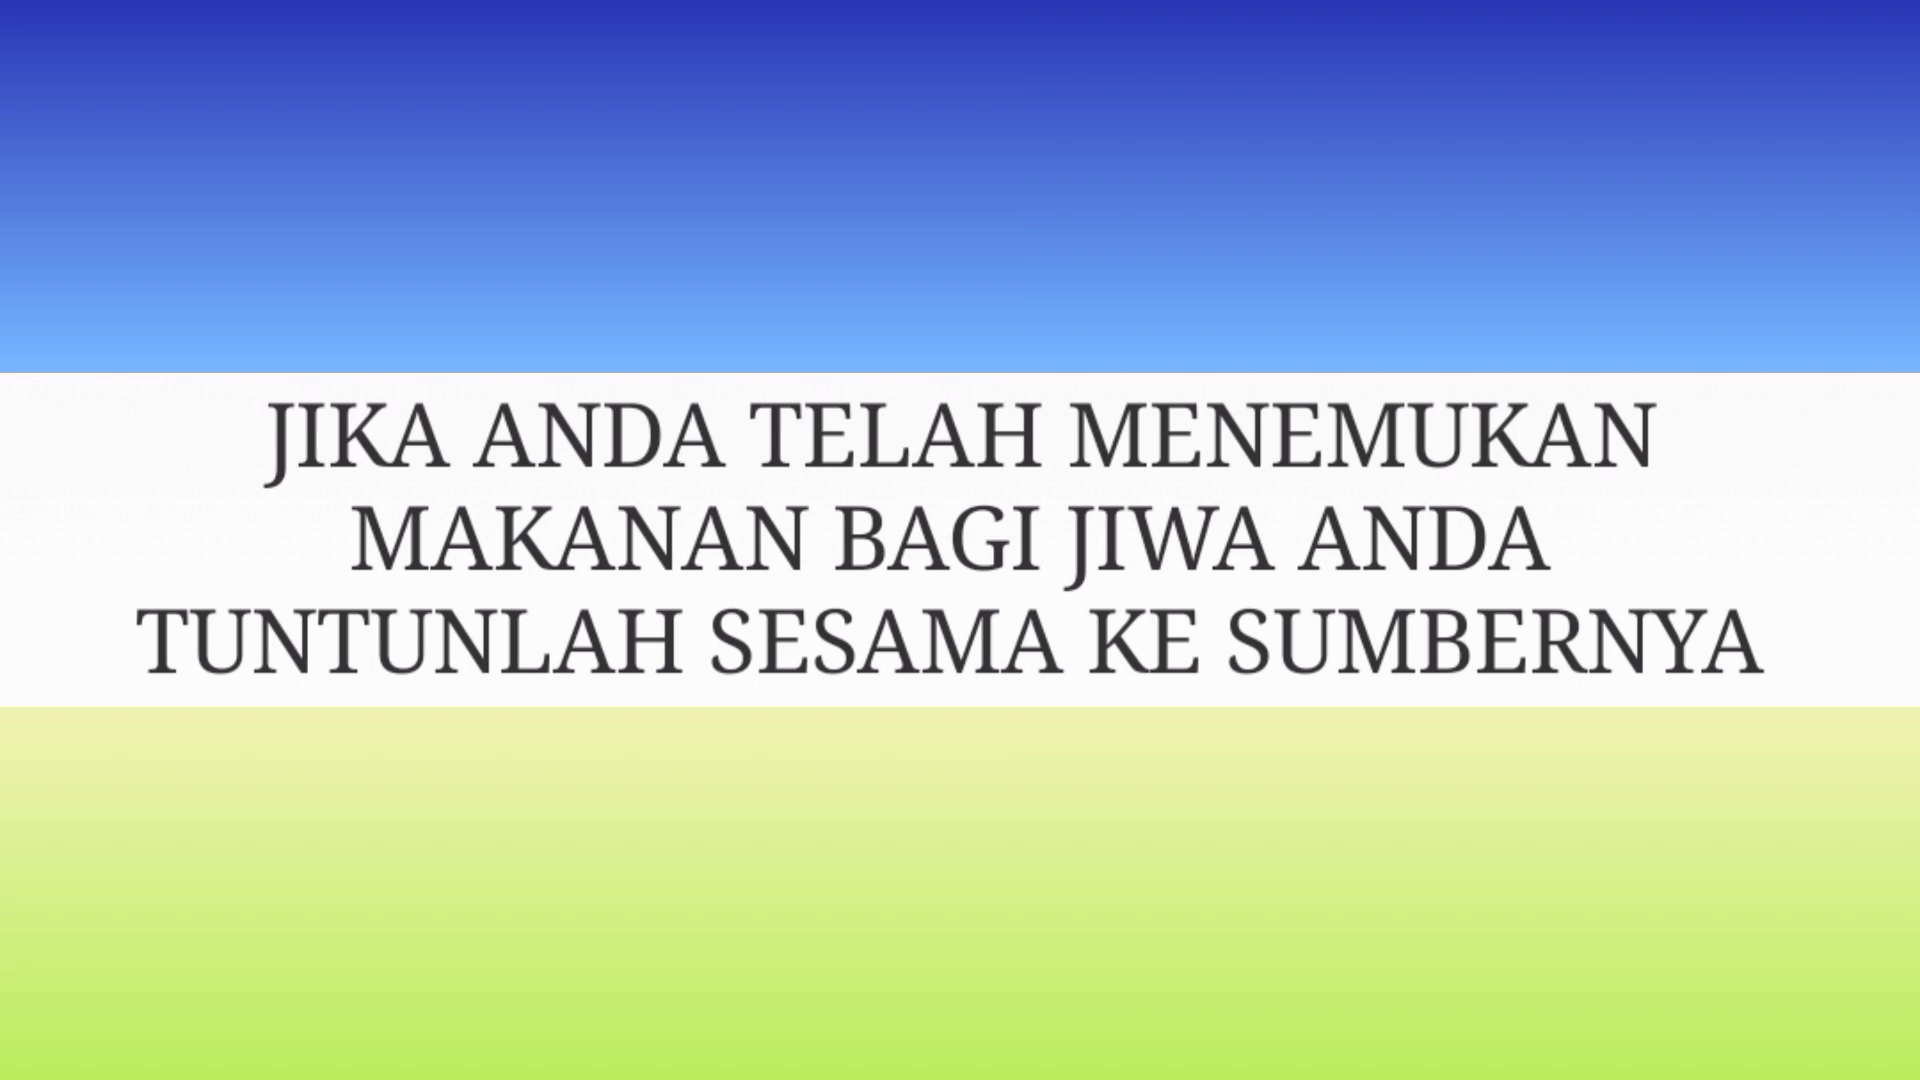 JIKA ANDA TELAH MENEMUKAN
MAKANAN BAGI JIWA ANDA
TUNTUNLAH SESAMA KE SUMBERNYA